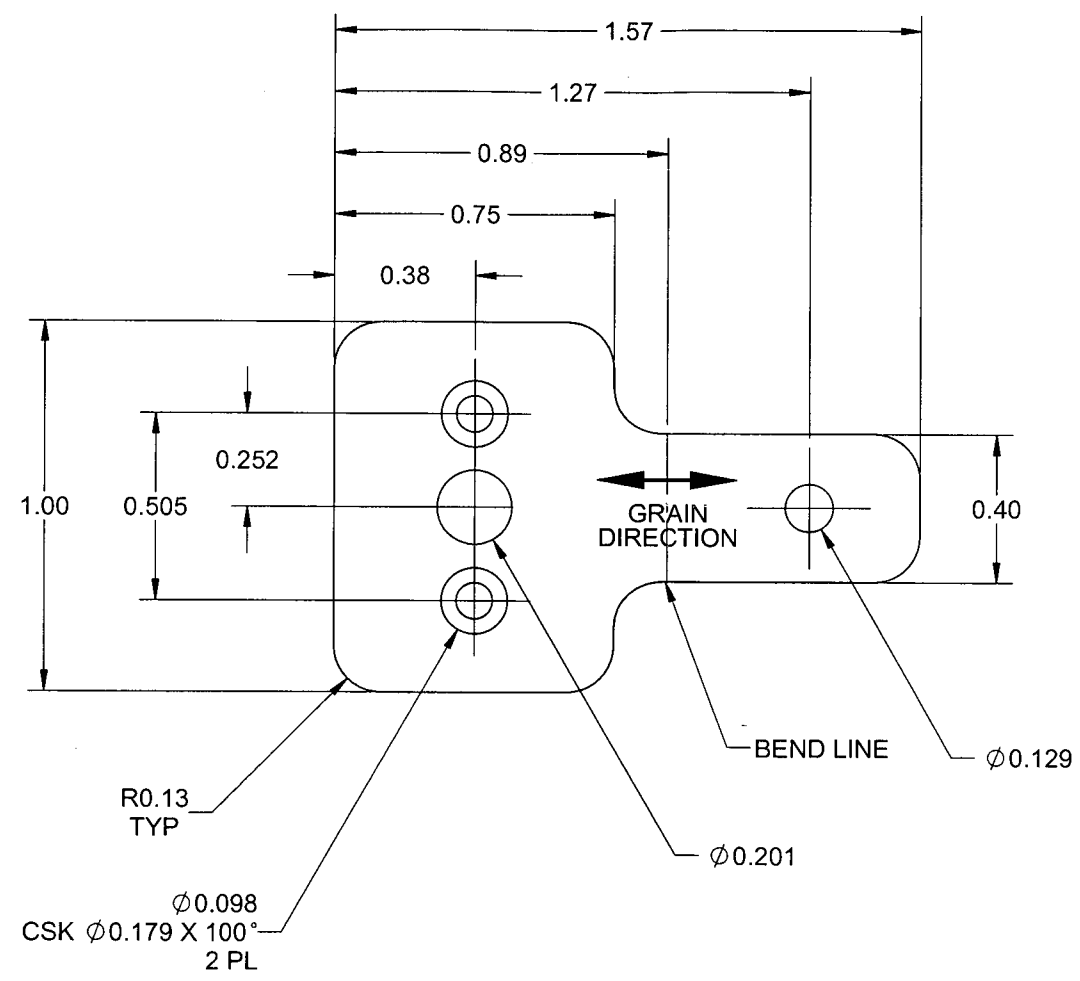 1.57
1.27
0.89
0.75
0.38
0.252
1.00
0.505
GRAIN
DIRECTION
0.40
BEND LINE
∅0.129
R0.13
TYP
∅0.201
∅0.098
CSK ∅0.179 X 100°
2 PL